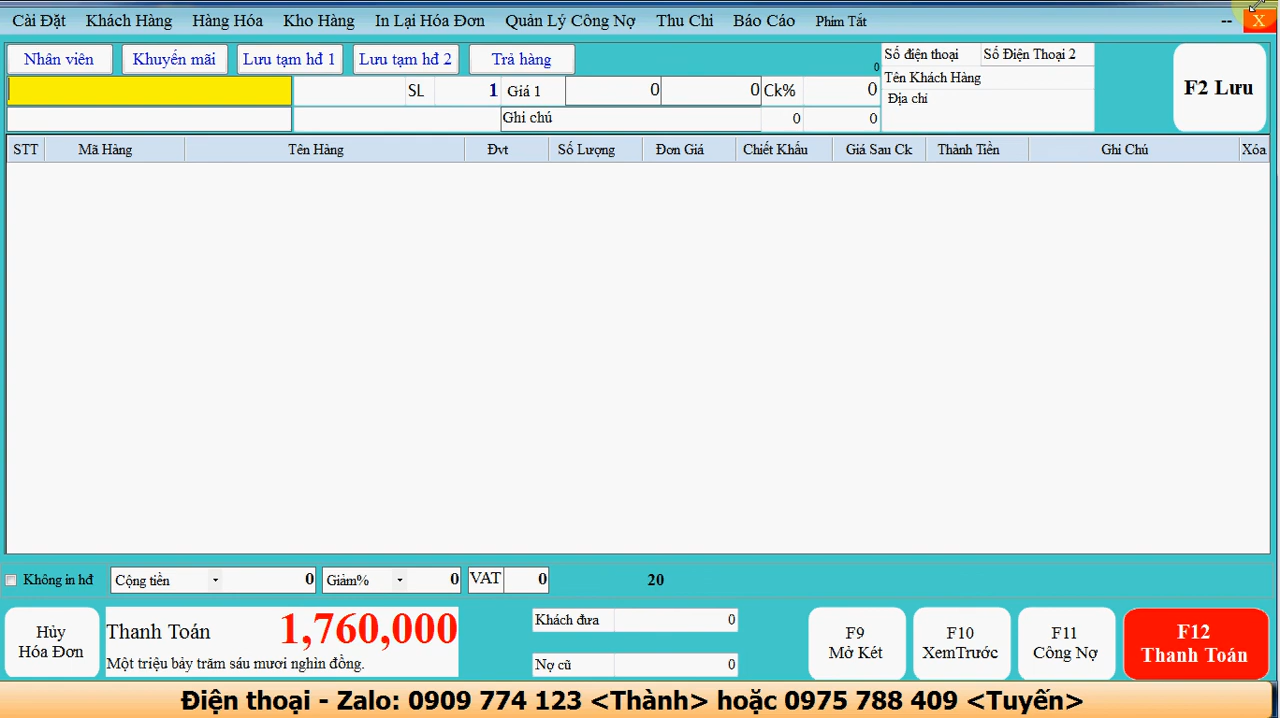 Cài Đặt Khách Hàng Hàng Hóa Kho Hàng In Lại Hóa Đơn Quản Lý Công Nợ Thu Chi Báo Cáo Phim Tắt -- X
Nhân viên Khuyến mãi Lưu tạm hđ 1 Lưu tạm hđ 2 Trả hàng 0 Số điện thoại Số Điện Thoại 2
Tên Khách Hàng
SL 1 Giá 1 0 0 Ck% 0 Địa chỉ F2 Lưu
Ghi chú 0 0
STT Mã Hàng Tên Hàng Đvt Số Lượng Đơn Giá Chiết Khấu Giá Sau Ck Thành Tiền Ghi Chú Xóa
Không in hđ Cộng tiền 0 Giảm% 0 VAT 0 20
Hủy Hóa Đơn Thanh Toán 1,760,000 Khách đưa 0 F9 Mở Két F10 XemTrước F11 Công Nợ F12 Thanh Toán
Một triệu bảy trăm sáu mươi nghìn đồng. Nợ cũ 0
Điện thoại - Zalo: 0909 774 123 <Thành> hoặc 0975 788 409 <Tuyến>